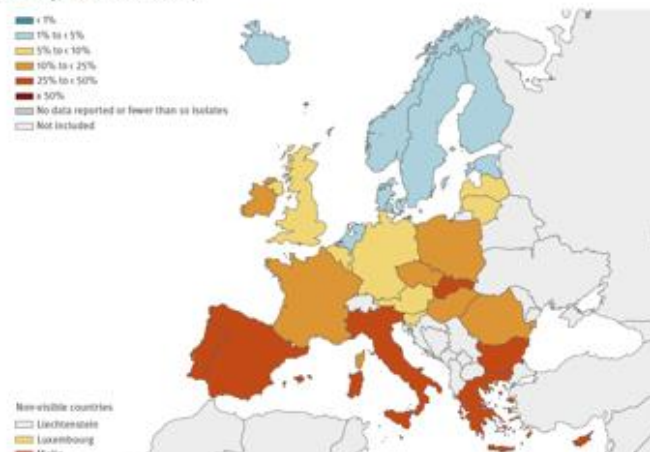 < 1%
1% to < 5%
5% to < 10%
10% to < 25%
25% to < 50%
≥ 50%
No data reported or fewer than 10 isolates
Not included
Non-visible countries
Liechtenstein
Luxembourg